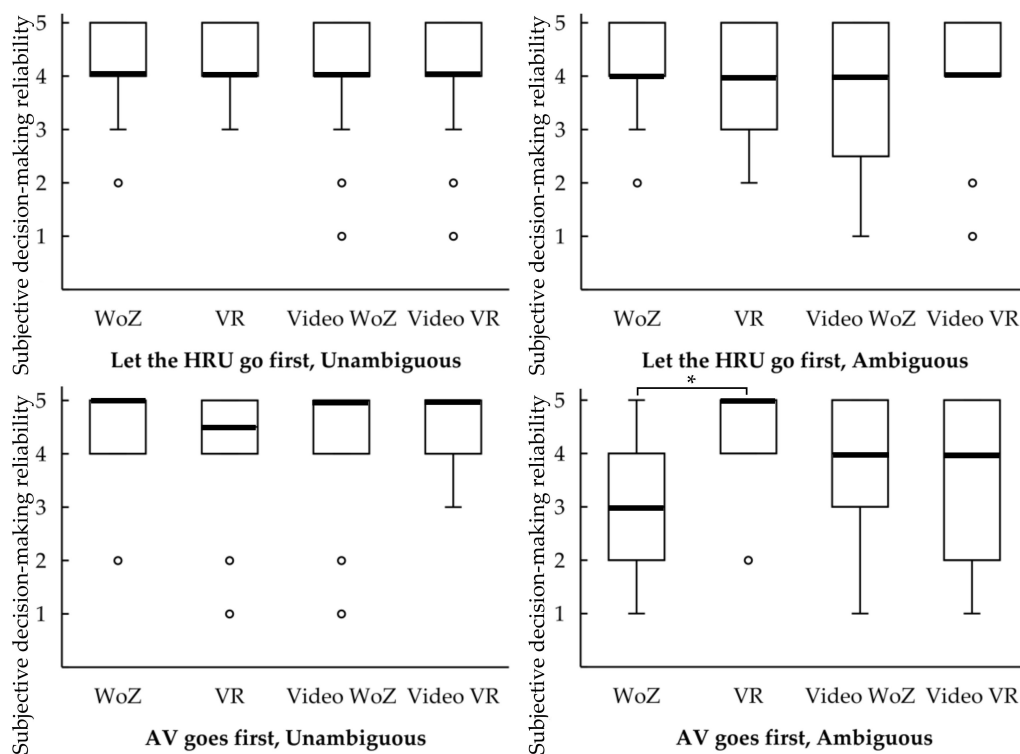 Subjective decision-making reliability
5
4
3
2
1
WoZ VR Video WoZ Video VR
Let the HRU go first, Unambiguous
Subjective decision-making reliability
5
4
3
2
1
WoZ VR Video WoZ Video VR
Let the HRU go first, Ambiguous
Subjective decision-making reliability
5
4
3
2
1
WoZ VR Video WoZ Video VR
AV goes first, Unambiguous
Subjective decision-making reliability
*
5
4
3
2
1
WoZ VR Video WoZ Video VR
AV goes first, Ambiguous